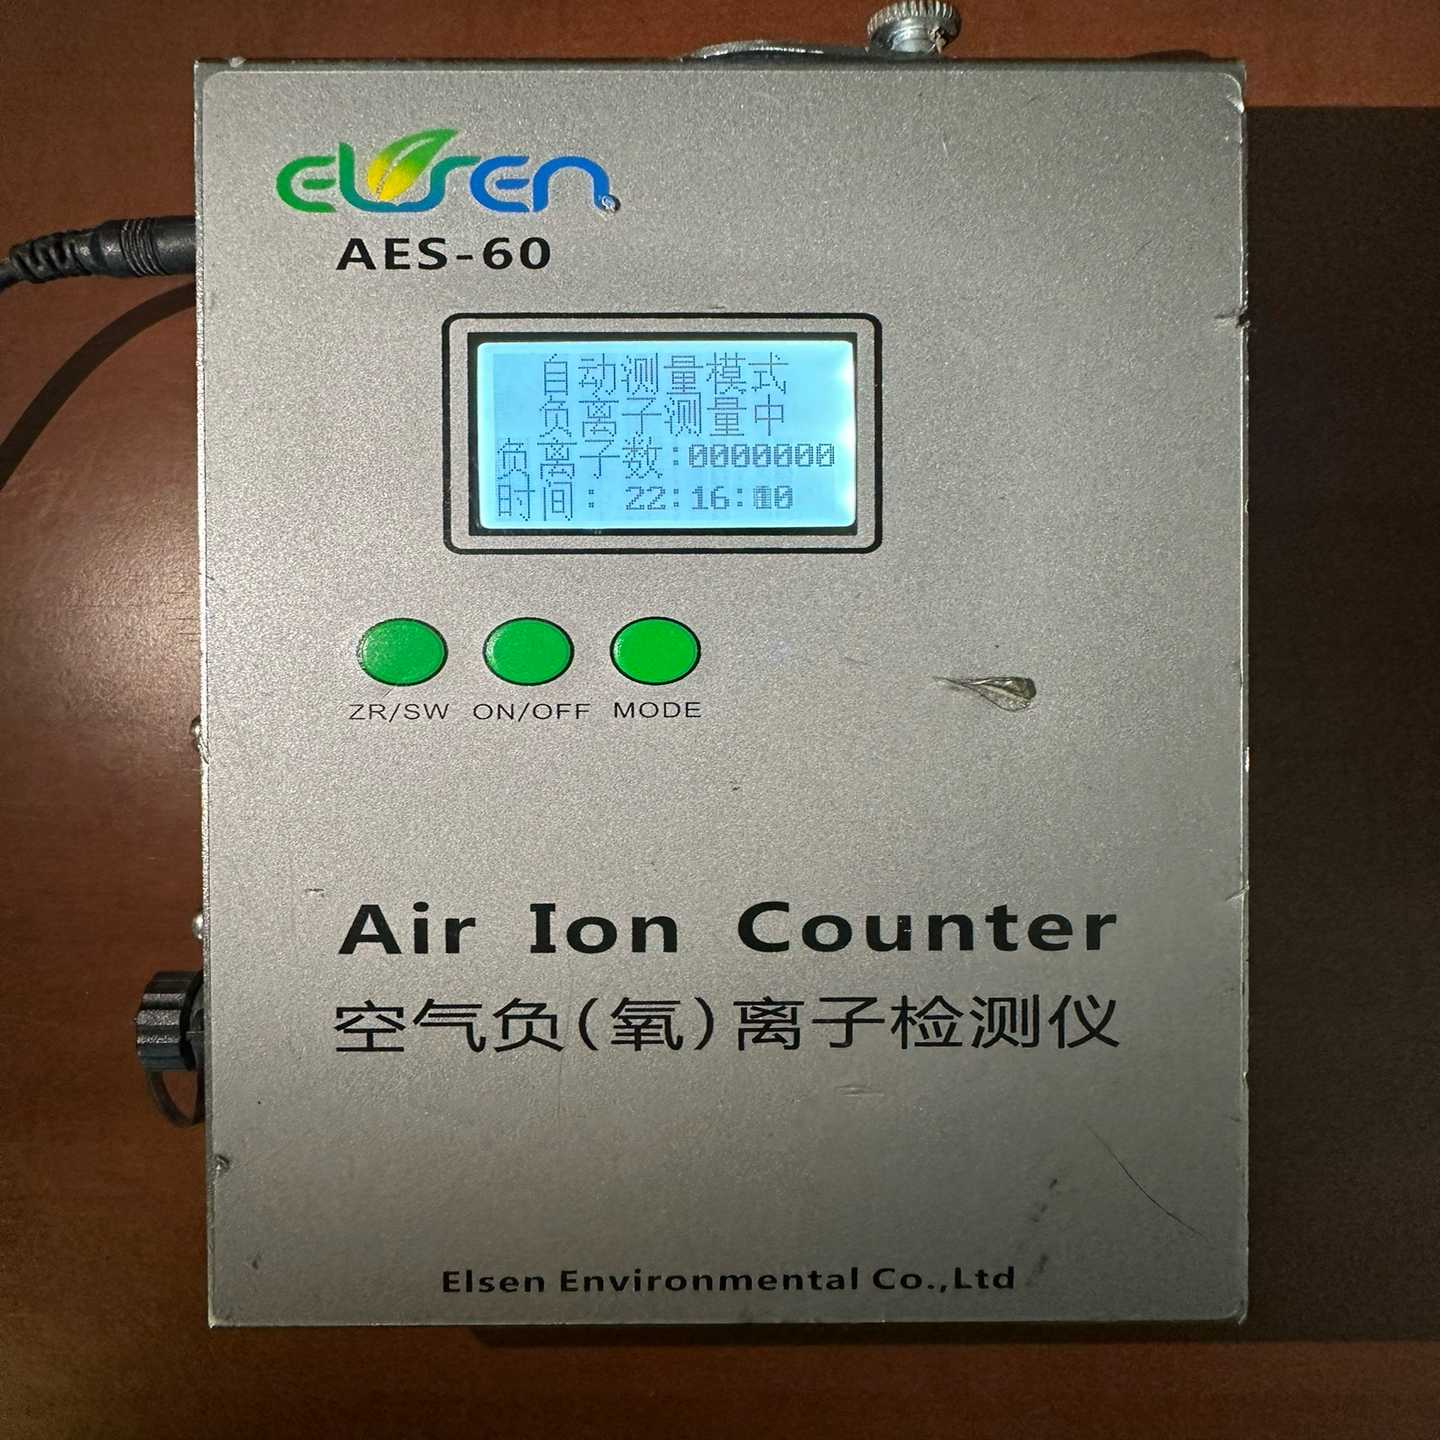 ELSEN®
AES-60
自动测量模式
负离子测量中
负离子数:0000000
时间: 22:16:
ZR/SW ON/OFF MODE
Air Ion Counter
空气负(氧)离子检测仪
Elsen Environmental Co.,Ltd